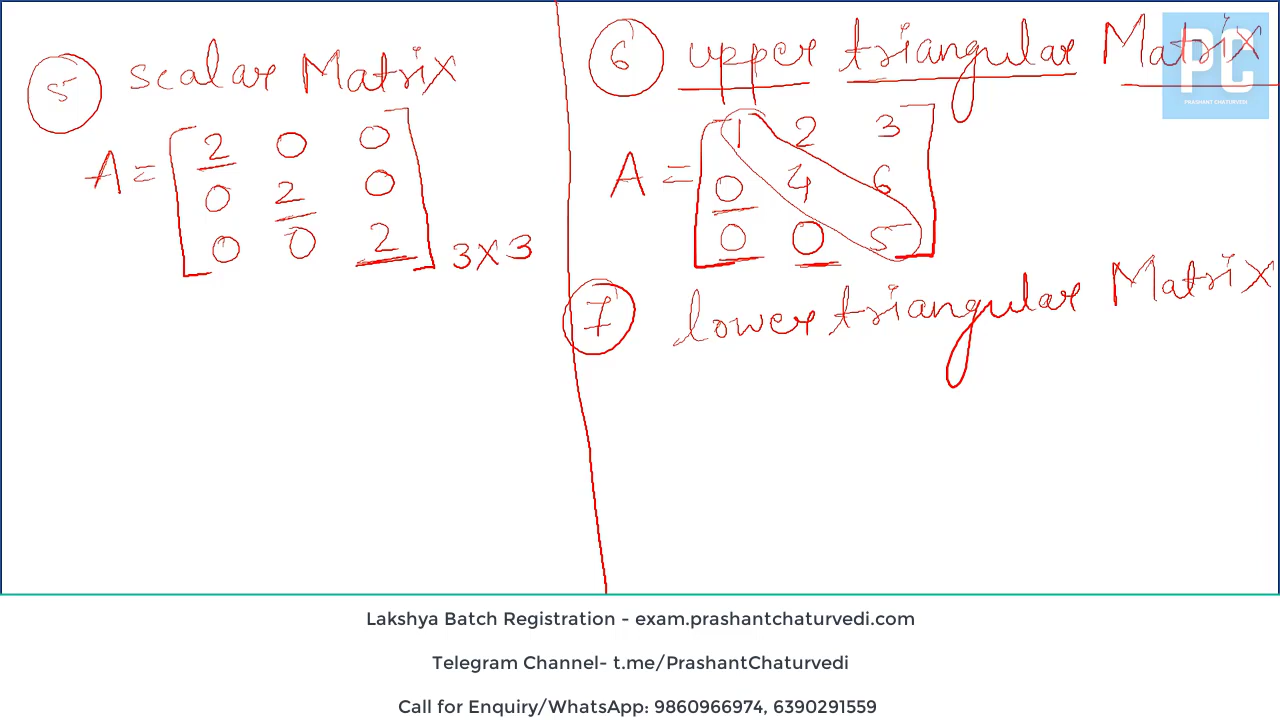 5 scalar Matrix
A = [2 0 0
0 2 0
0 0 2] 3X3
6 upper triangular Matrix
A = [1 2 3
0 4 6
0 0 5]
7 lower triangular Matrix
PC
PRASHANT CHATURVEDI
Lakshya Batch Registration - exam.prashantchaturvedi.com
Telegram Channel- t.me/PrashantChaturvedi
Call for Enquiry/WhatsApp: 9860966974, 6390291559